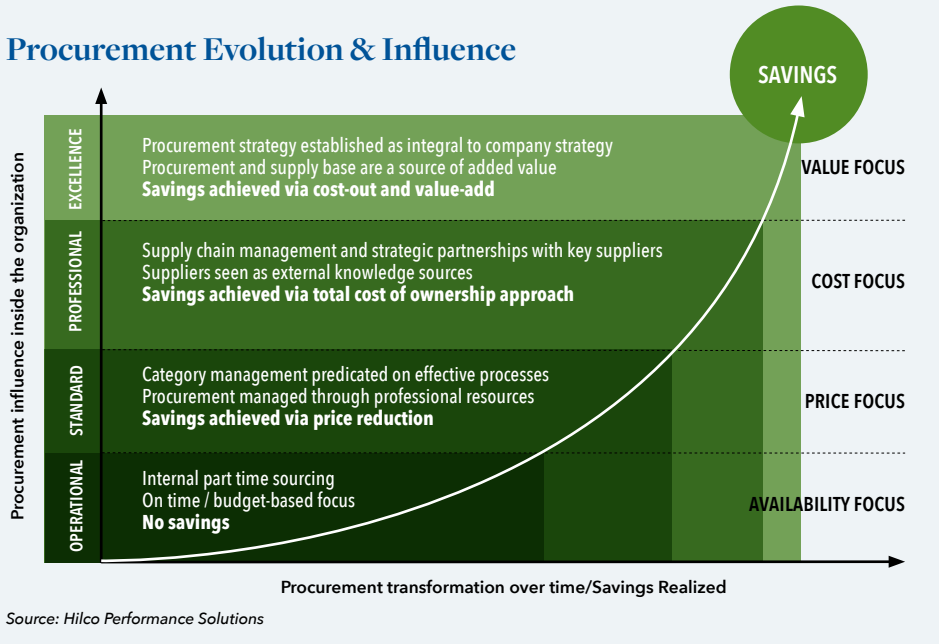 Procurement Evolution & Influence
SAVINGS
Procurement influence inside the organization
EXCELLENCE
Procurement strategy established as integral to company strategy
Procurement and supply base are a source of added value
Savings achieved via cost-out and value-add
VALUE FOCUS
PROFESSIONAL
Supply chain management and strategic partnerships with key suppliers
Suppliers seen as external knowledge sources
Savings achieved via total cost of ownership approach
COST FOCUS
STANDARD
Category management predicated on effective processes
Procurement managed through professional resources
Savings achieved via price reduction
PRICE FOCUS
OPERATIONAL
Internal part time sourcing
On time / budget-based focus
No savings
AVAILABILITY FOCUS
Procurement transformation over time/Savings Realized
Source: Hilco Performance Solutions